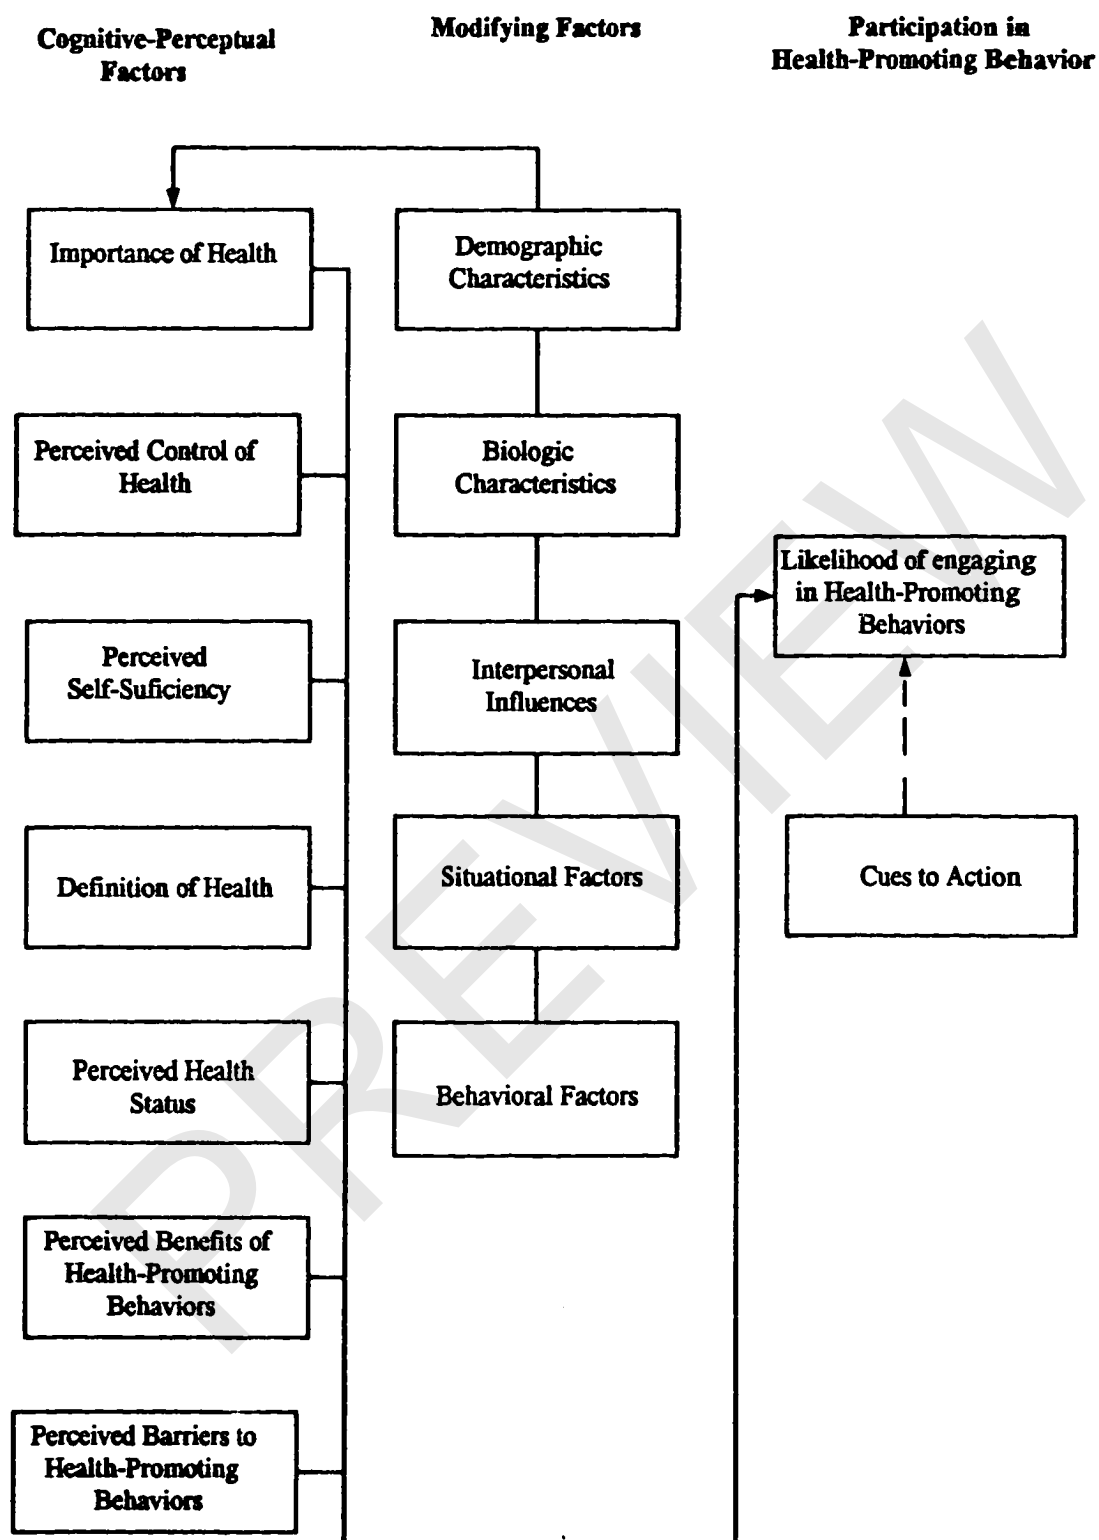 Cognitive-Perceptual
Factors
Modifying Factors
Participation in
Health-Promoting Behavior
Importance of Health
Demographic
Characteristics
Perceived Control of
Health
Biologic
Characteristics
Likelihood of engaging
in Health-Promoting
Behaviors
Perceived
Self-Suficiency
Interpersonal
Influences
Definition of Health
Situational Factors
Cues to Action
Perceived Health
Status
Behavioral Factors
Perceived Benefits of
Health-Promoting
Behaviors
Perceived Barriers to
Health-Promoting
Behaviors
PREVIEW